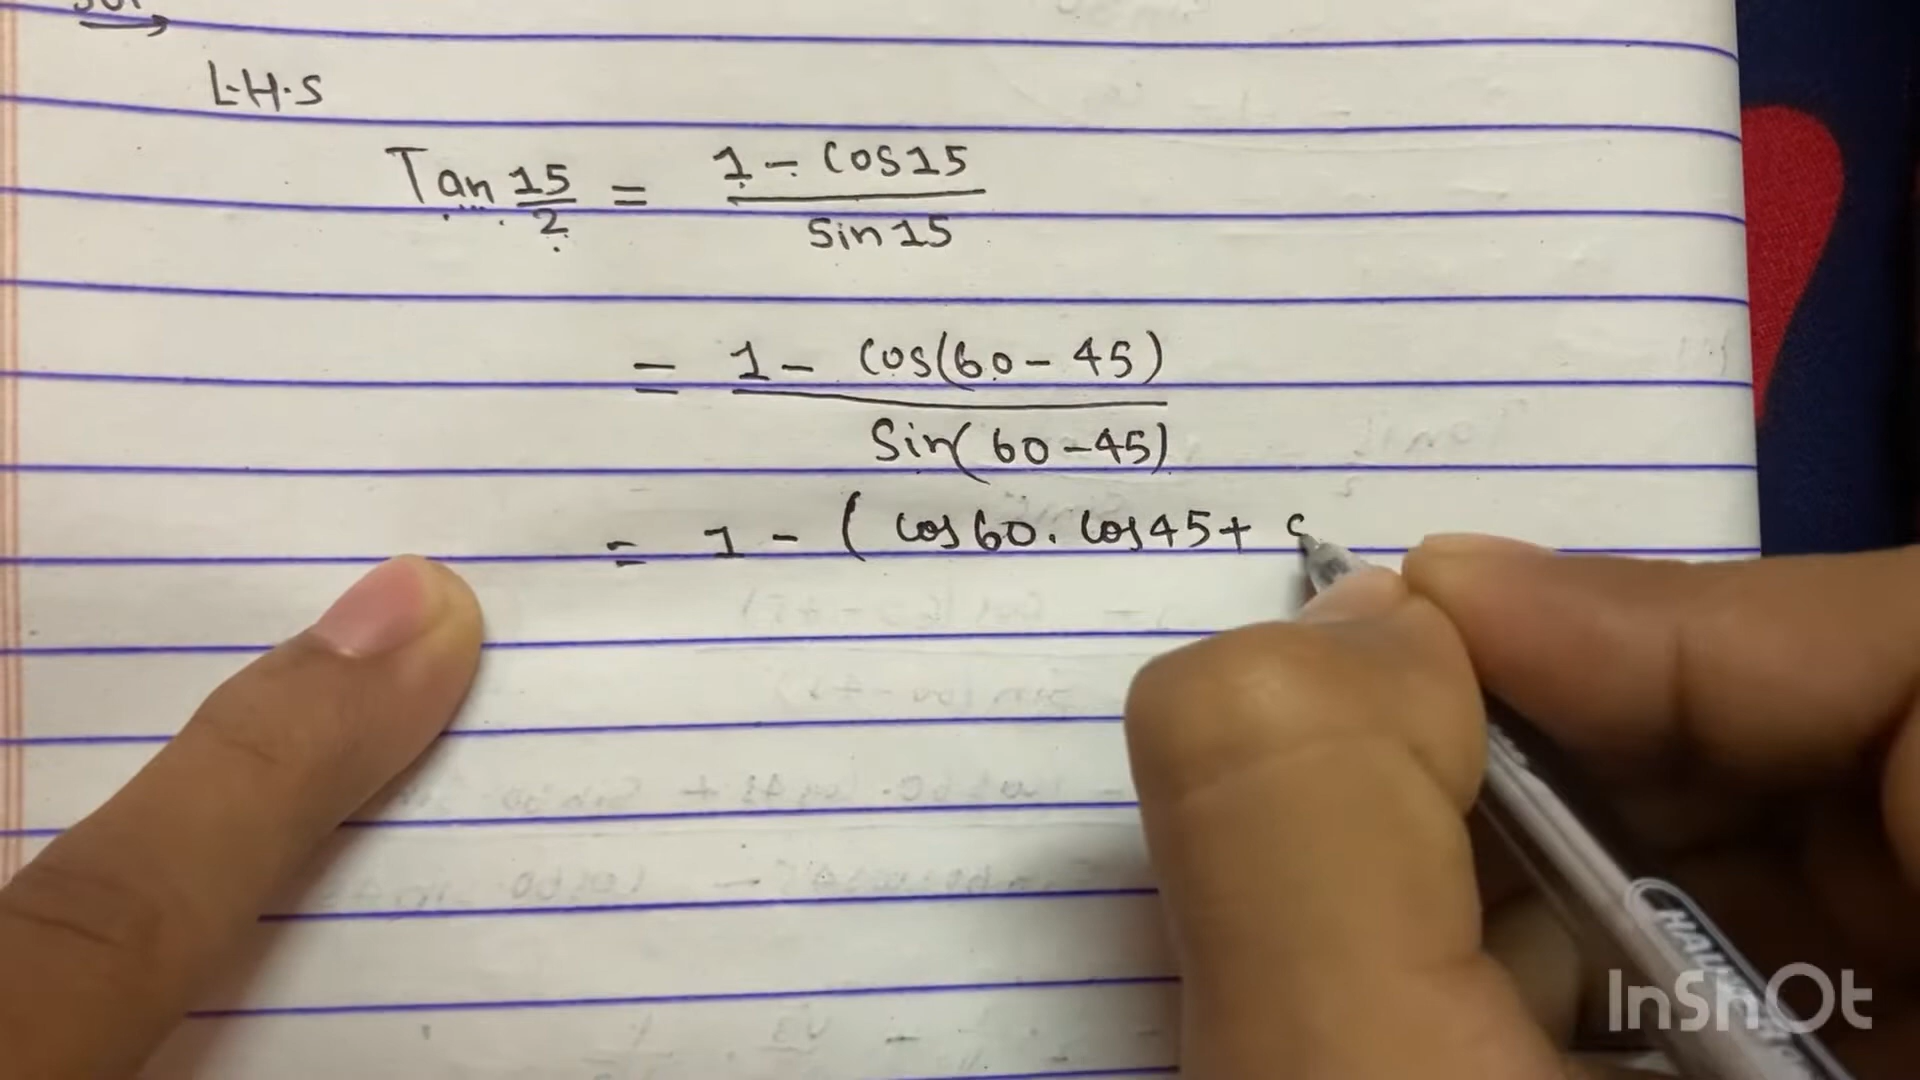 L.H.S
Tan 15/2 = 1 - cos15 / sin15
= 1 - cos(60 - 45) / Sin(60 - 45)
= 1 - ( cos60. cos45 + s
InShOt